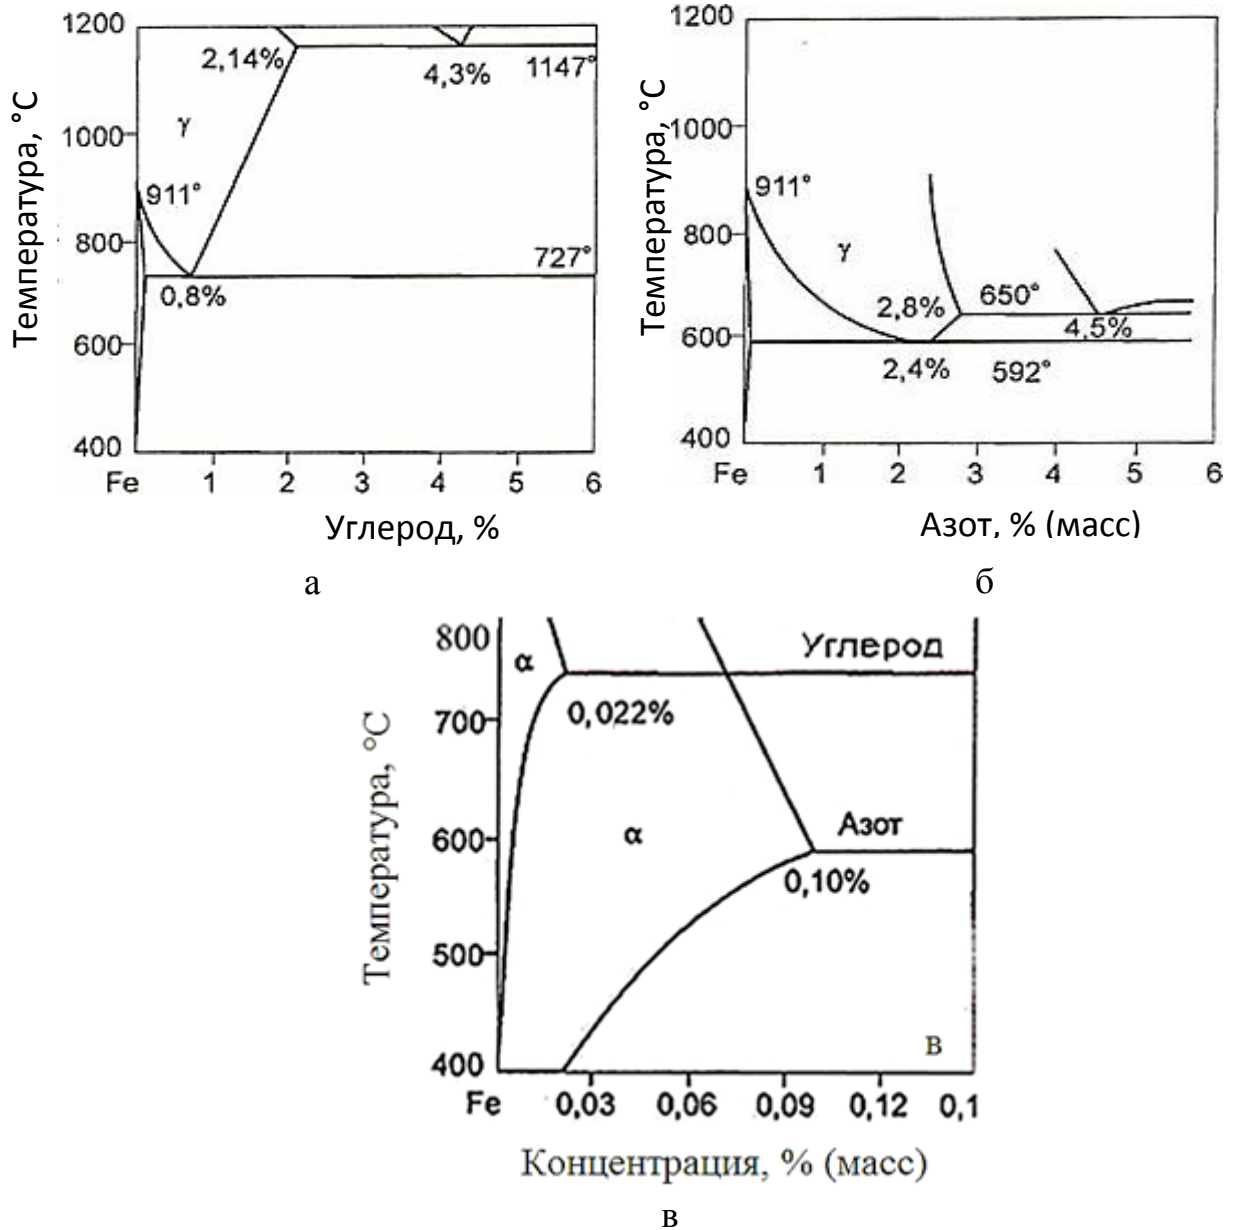 1200
2,14%
4,3%
1147°
γ
1000
911°
800
727°
0,8%
600
400
Fe 1 2 3 4 5 6
Температура, °С
Углерод, %
а
1200
1000
911°
γ
800
2,8%
650°
4,5%
600
2,4%
592°
400
Fe 1 2 3 4 5 6
Температура, °С
Азот, % (масс)
б
800
α
Углерод
0,022%
700
600
α
Азот
0,10%
500
400
в
Fe 0,03 0,06 0,09 0,12 0,1
Температура, °С
Концентрация, % (масс)
в